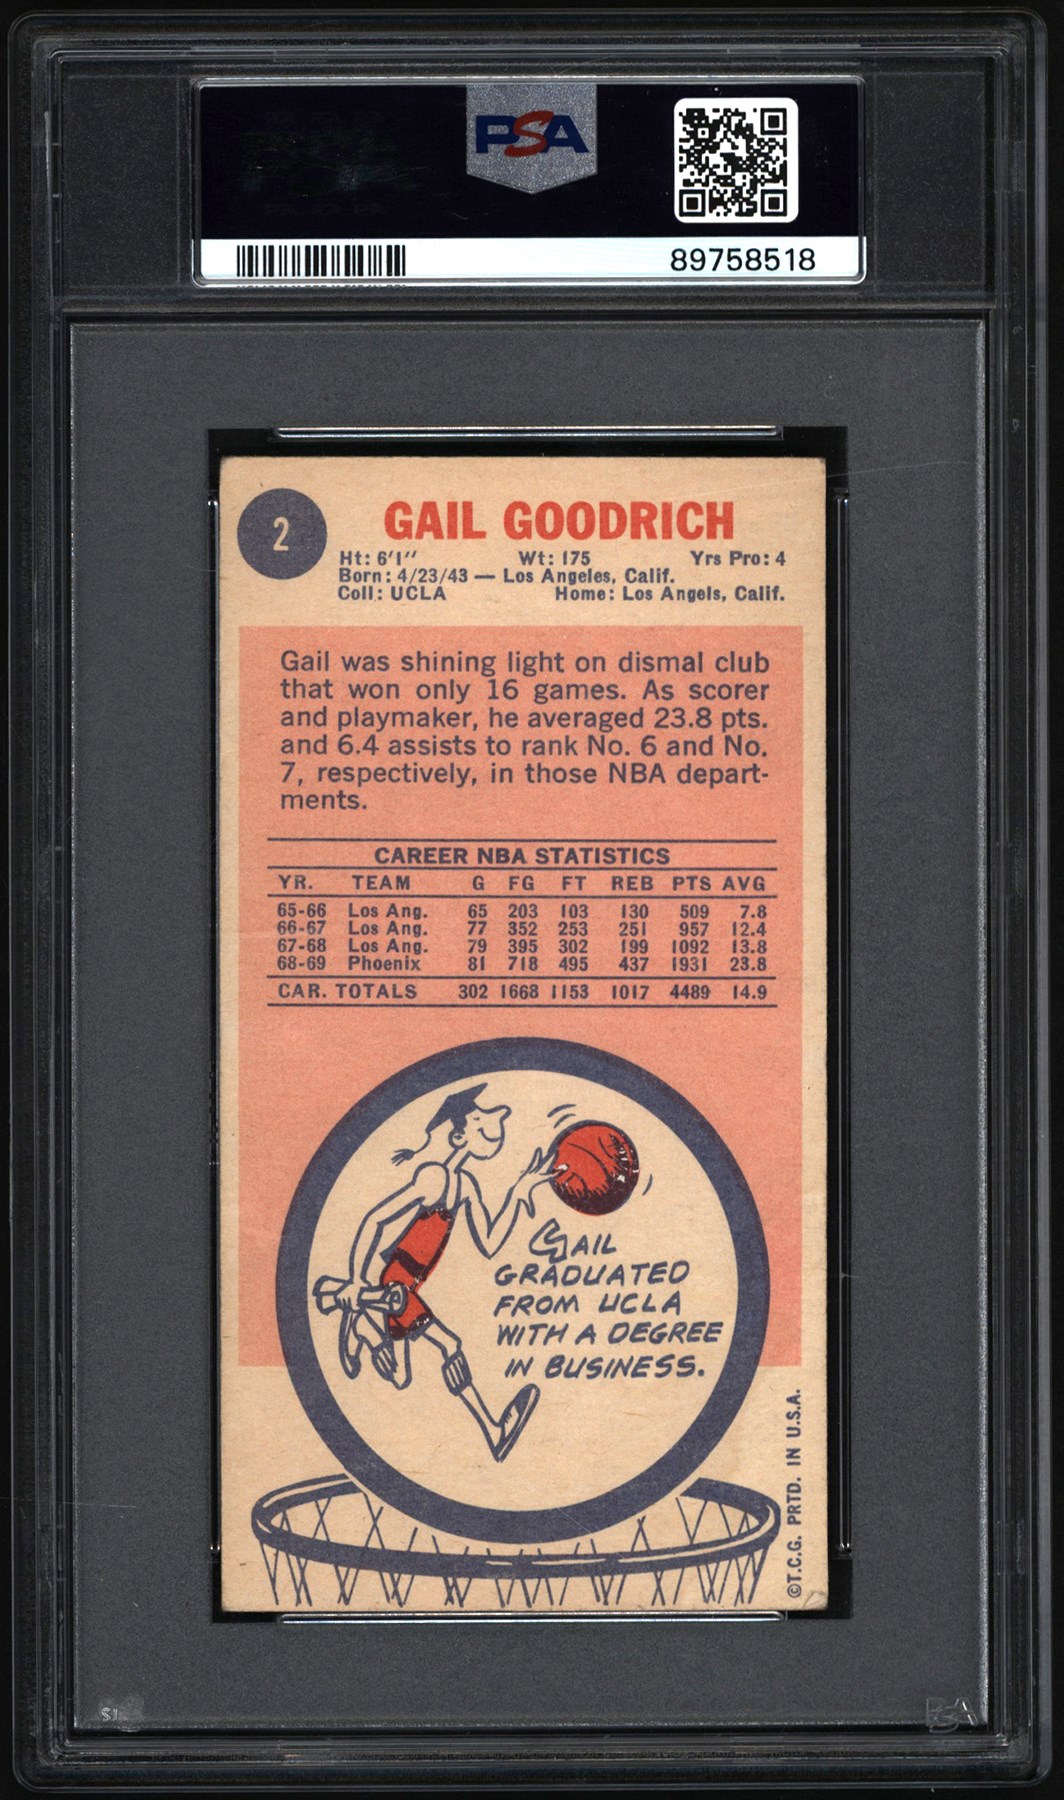 PSA
89758518
2
GAIL GOODRICH
Ht: 6'1" Wt: 175 Yrs Pro: 4
Born: 4/23/43 — Los Angeles, Calif.
Coll: UCLA Home: Los Angels, Calif.
Gail was shining light on dismal club
that won only 16 games. As scorer
and playmaker, he averaged 23.8 pts.
and 6.4 assists to rank No. 6 and No.
7, respectively, in those NBA depart-
ments.
CAREER NBA STATISTICS
YR. TEAM G FG FT REB PTS AVG
65-66 Los Ang. 65 203 103 130 509 7.8
66-67 Los Ang. 77 352 253 251 957 12.4
67-68 Los Ang. 79 395 302 199 1092 13.8
68-69 Phoenix 81 718 495 437 1931 23.8
CAR. TOTALS 302 1668 1153 1017 4489 14.9
GAIL
GRADUATED
FROM UCLA
WITH A DEGREE
IN BUSINESS.
©T.C.G. PRTD. IN U.S.A.
PSA